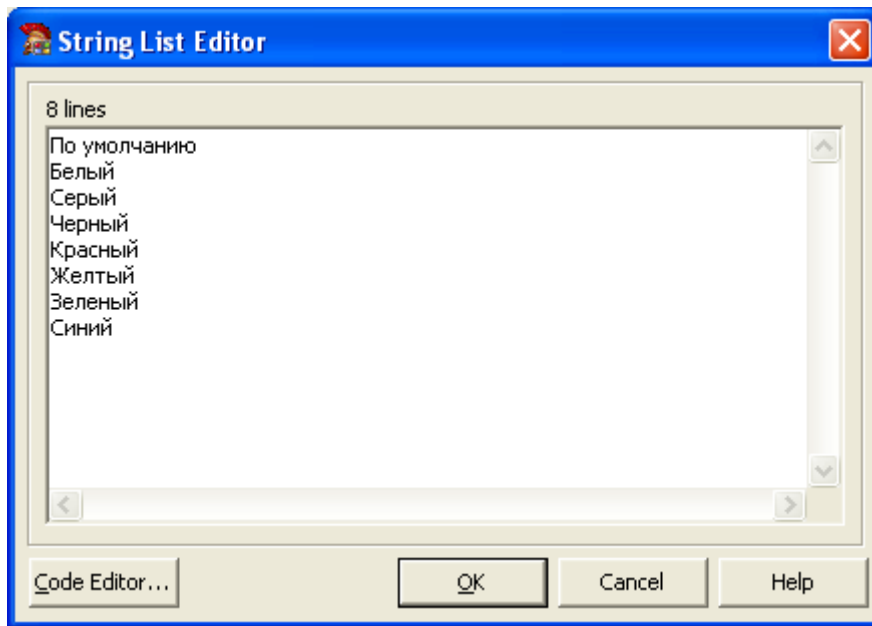 String List Editor
8 lines
По умолчанию
Белый
Серый
Черный
Красный
Желтый
Зеленый
Синий
Code Editor... OK Cancel Help